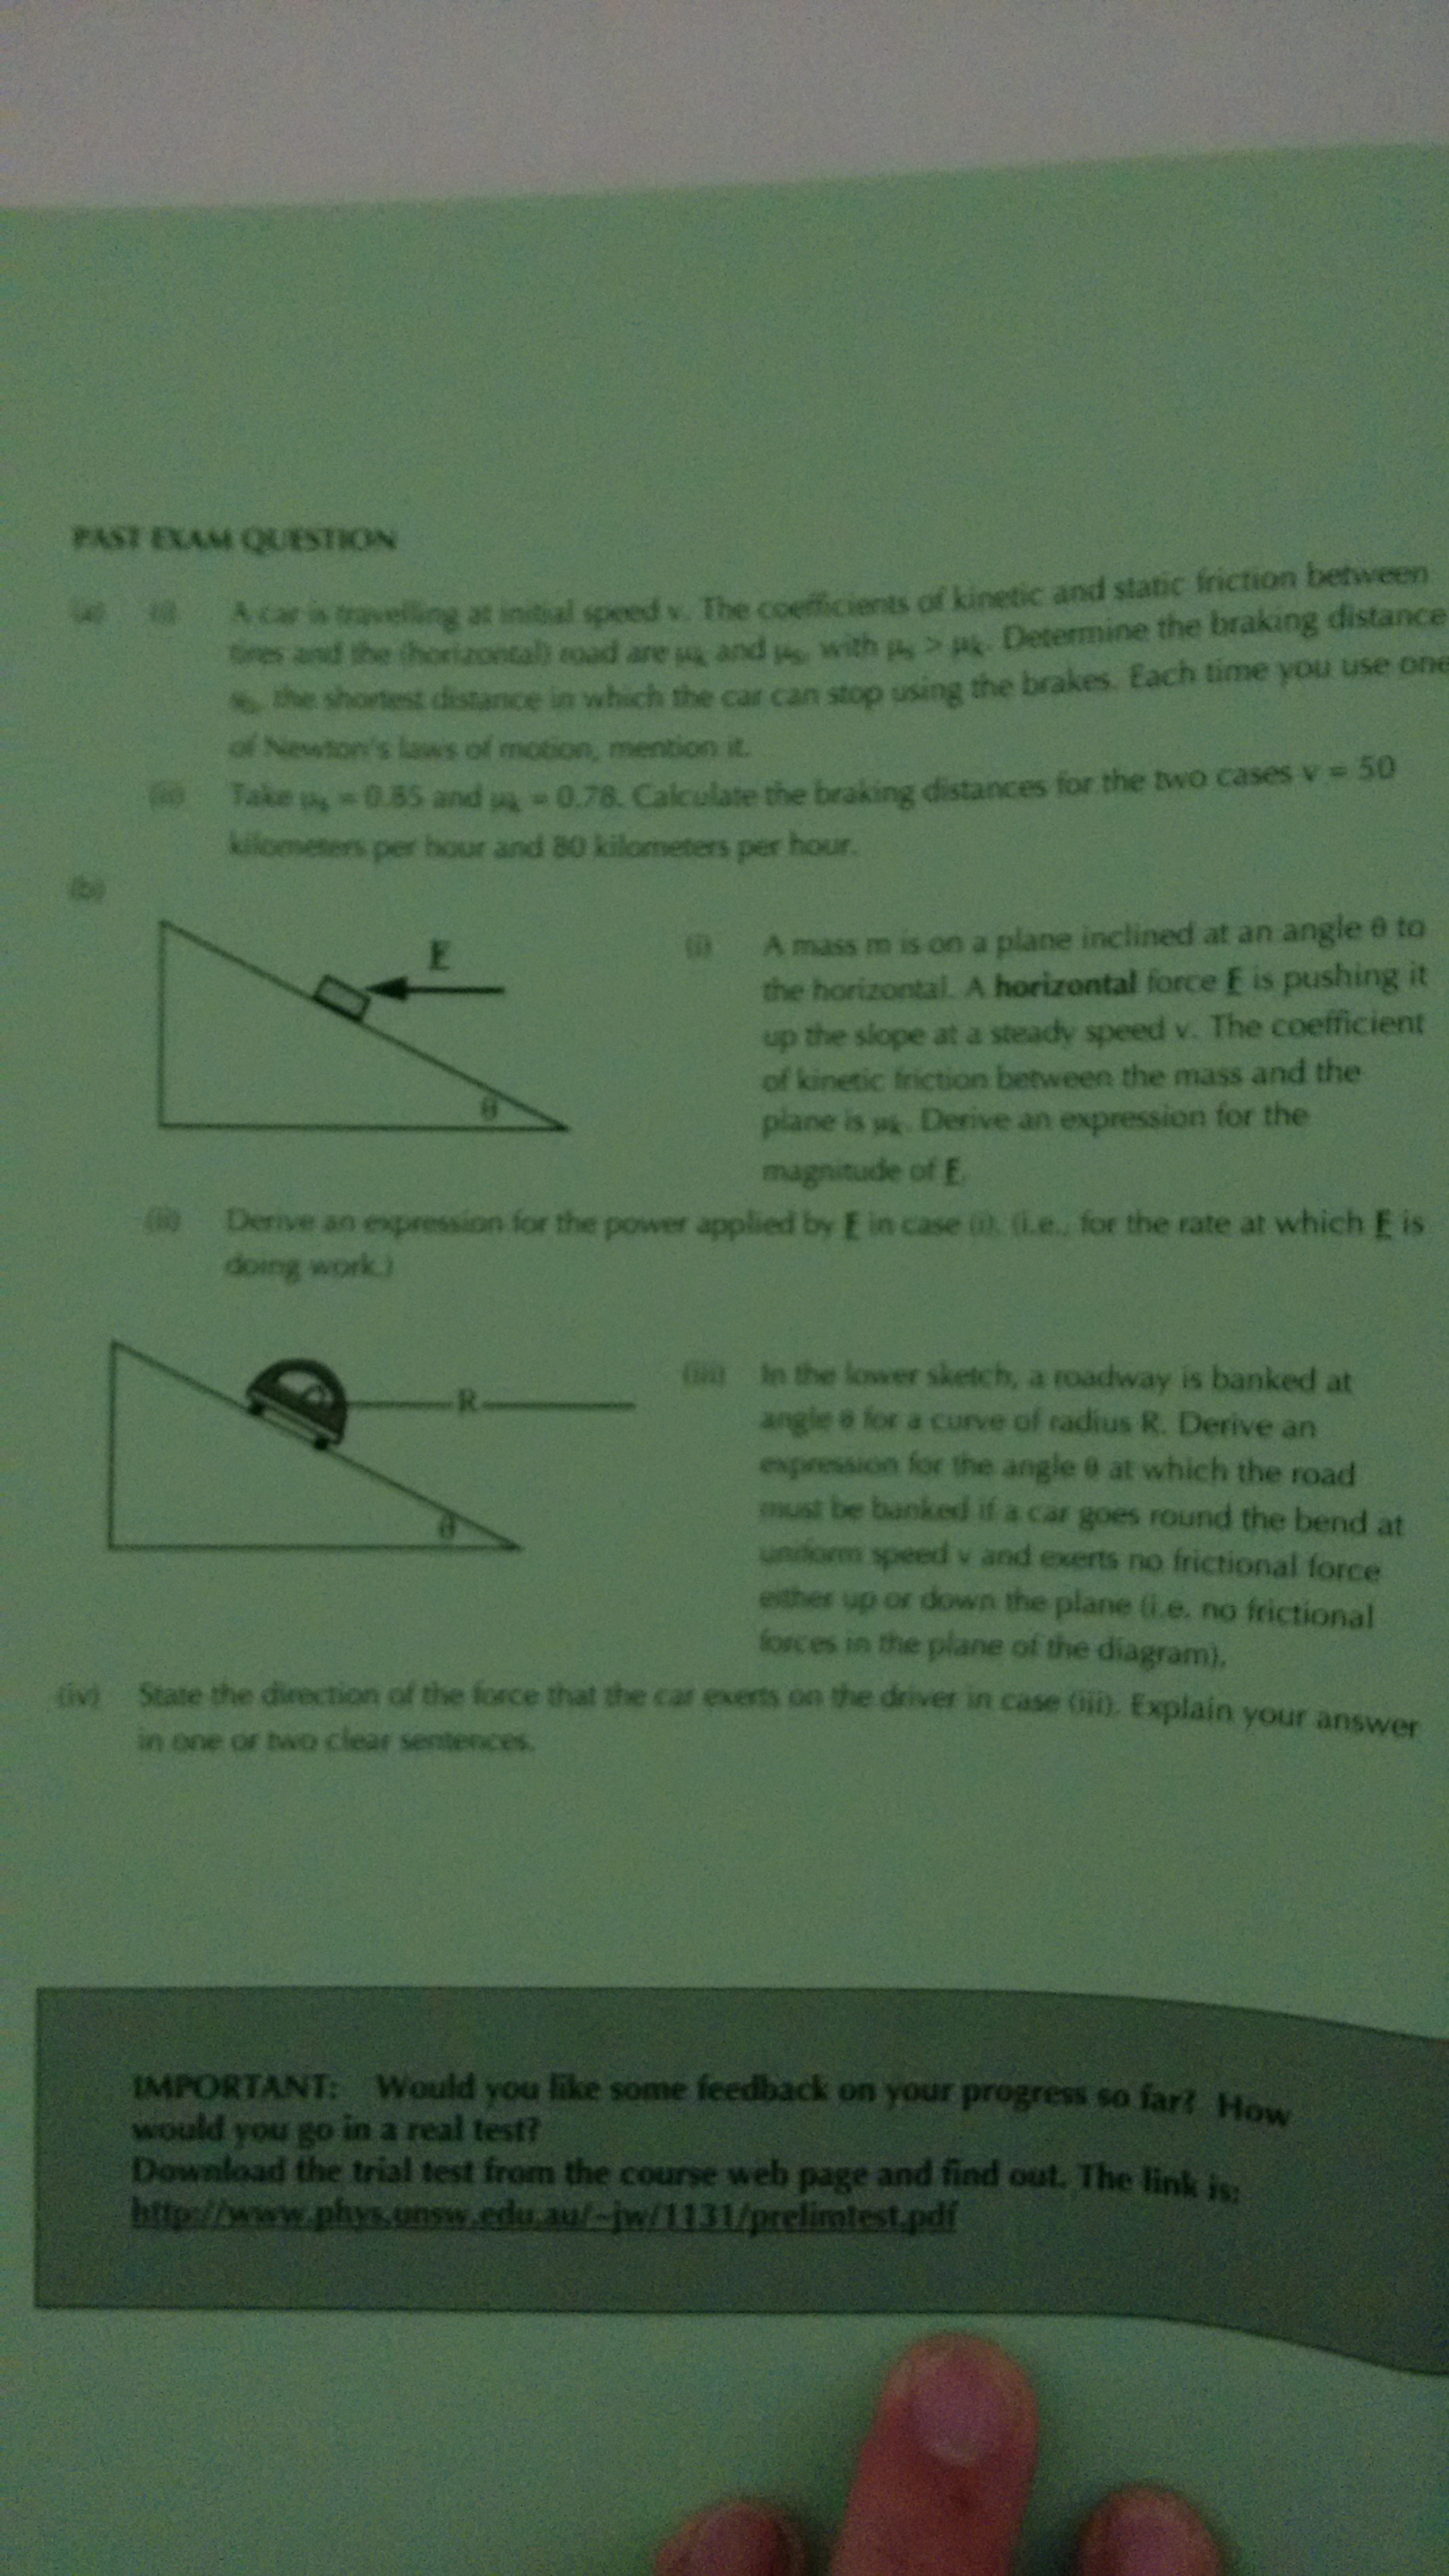 PAST EXAM QUESTION
(a) (i) A car is travelling at initial speed v. The coefficients of kinetic and static friction between
tires and the (horizontal) road are μk and μs, with μs > μk. Determine the braking distance
the shortest distance in which the car can stop using the brakes. Each time you use one
of Newton's laws of motion, mention it.
(ii) Take μs = 0.85 and μk = 0.78. Calculate the braking distances for the two cases v = 50
kilometers per hour and 80 kilometers per hour.
(b)
F
θ
(i) A mass m is on a plane inclined at an angle θ to
the horizontal. A horizontal force F is pushing it
up the slope at a steady speed v. The coefficient
of kinetic friction between the mass and the
plane is μk. Derive an expression for the
magnitude of F.
(ii) Derive an expression for the power applied by F in case (i). (i.e., for the rate at which F is
doing work.)
R
θ
(iii) In the lower sketch, a roadway is banked at
angle θ for a curve of radius R. Derive an
expression for the angle θ at which the road
must be banked if a car goes round the bend at
uniform speed v and exerts no frictional force
either up or down the plane (i.e. no frictional
forces in the plane of the diagram).
(iv) State the direction of the force that the car exerts on the driver in case (iii). Explain your answer
in one or two clear sentences.
IMPORTANT: Would you like some feedback on your progress so far? How
would you go in a real test?
Download the trial test from the course web page and find out. The link is:
http://www.phys.unsw.edu.au/~jw/1131/prelimtest.pdf